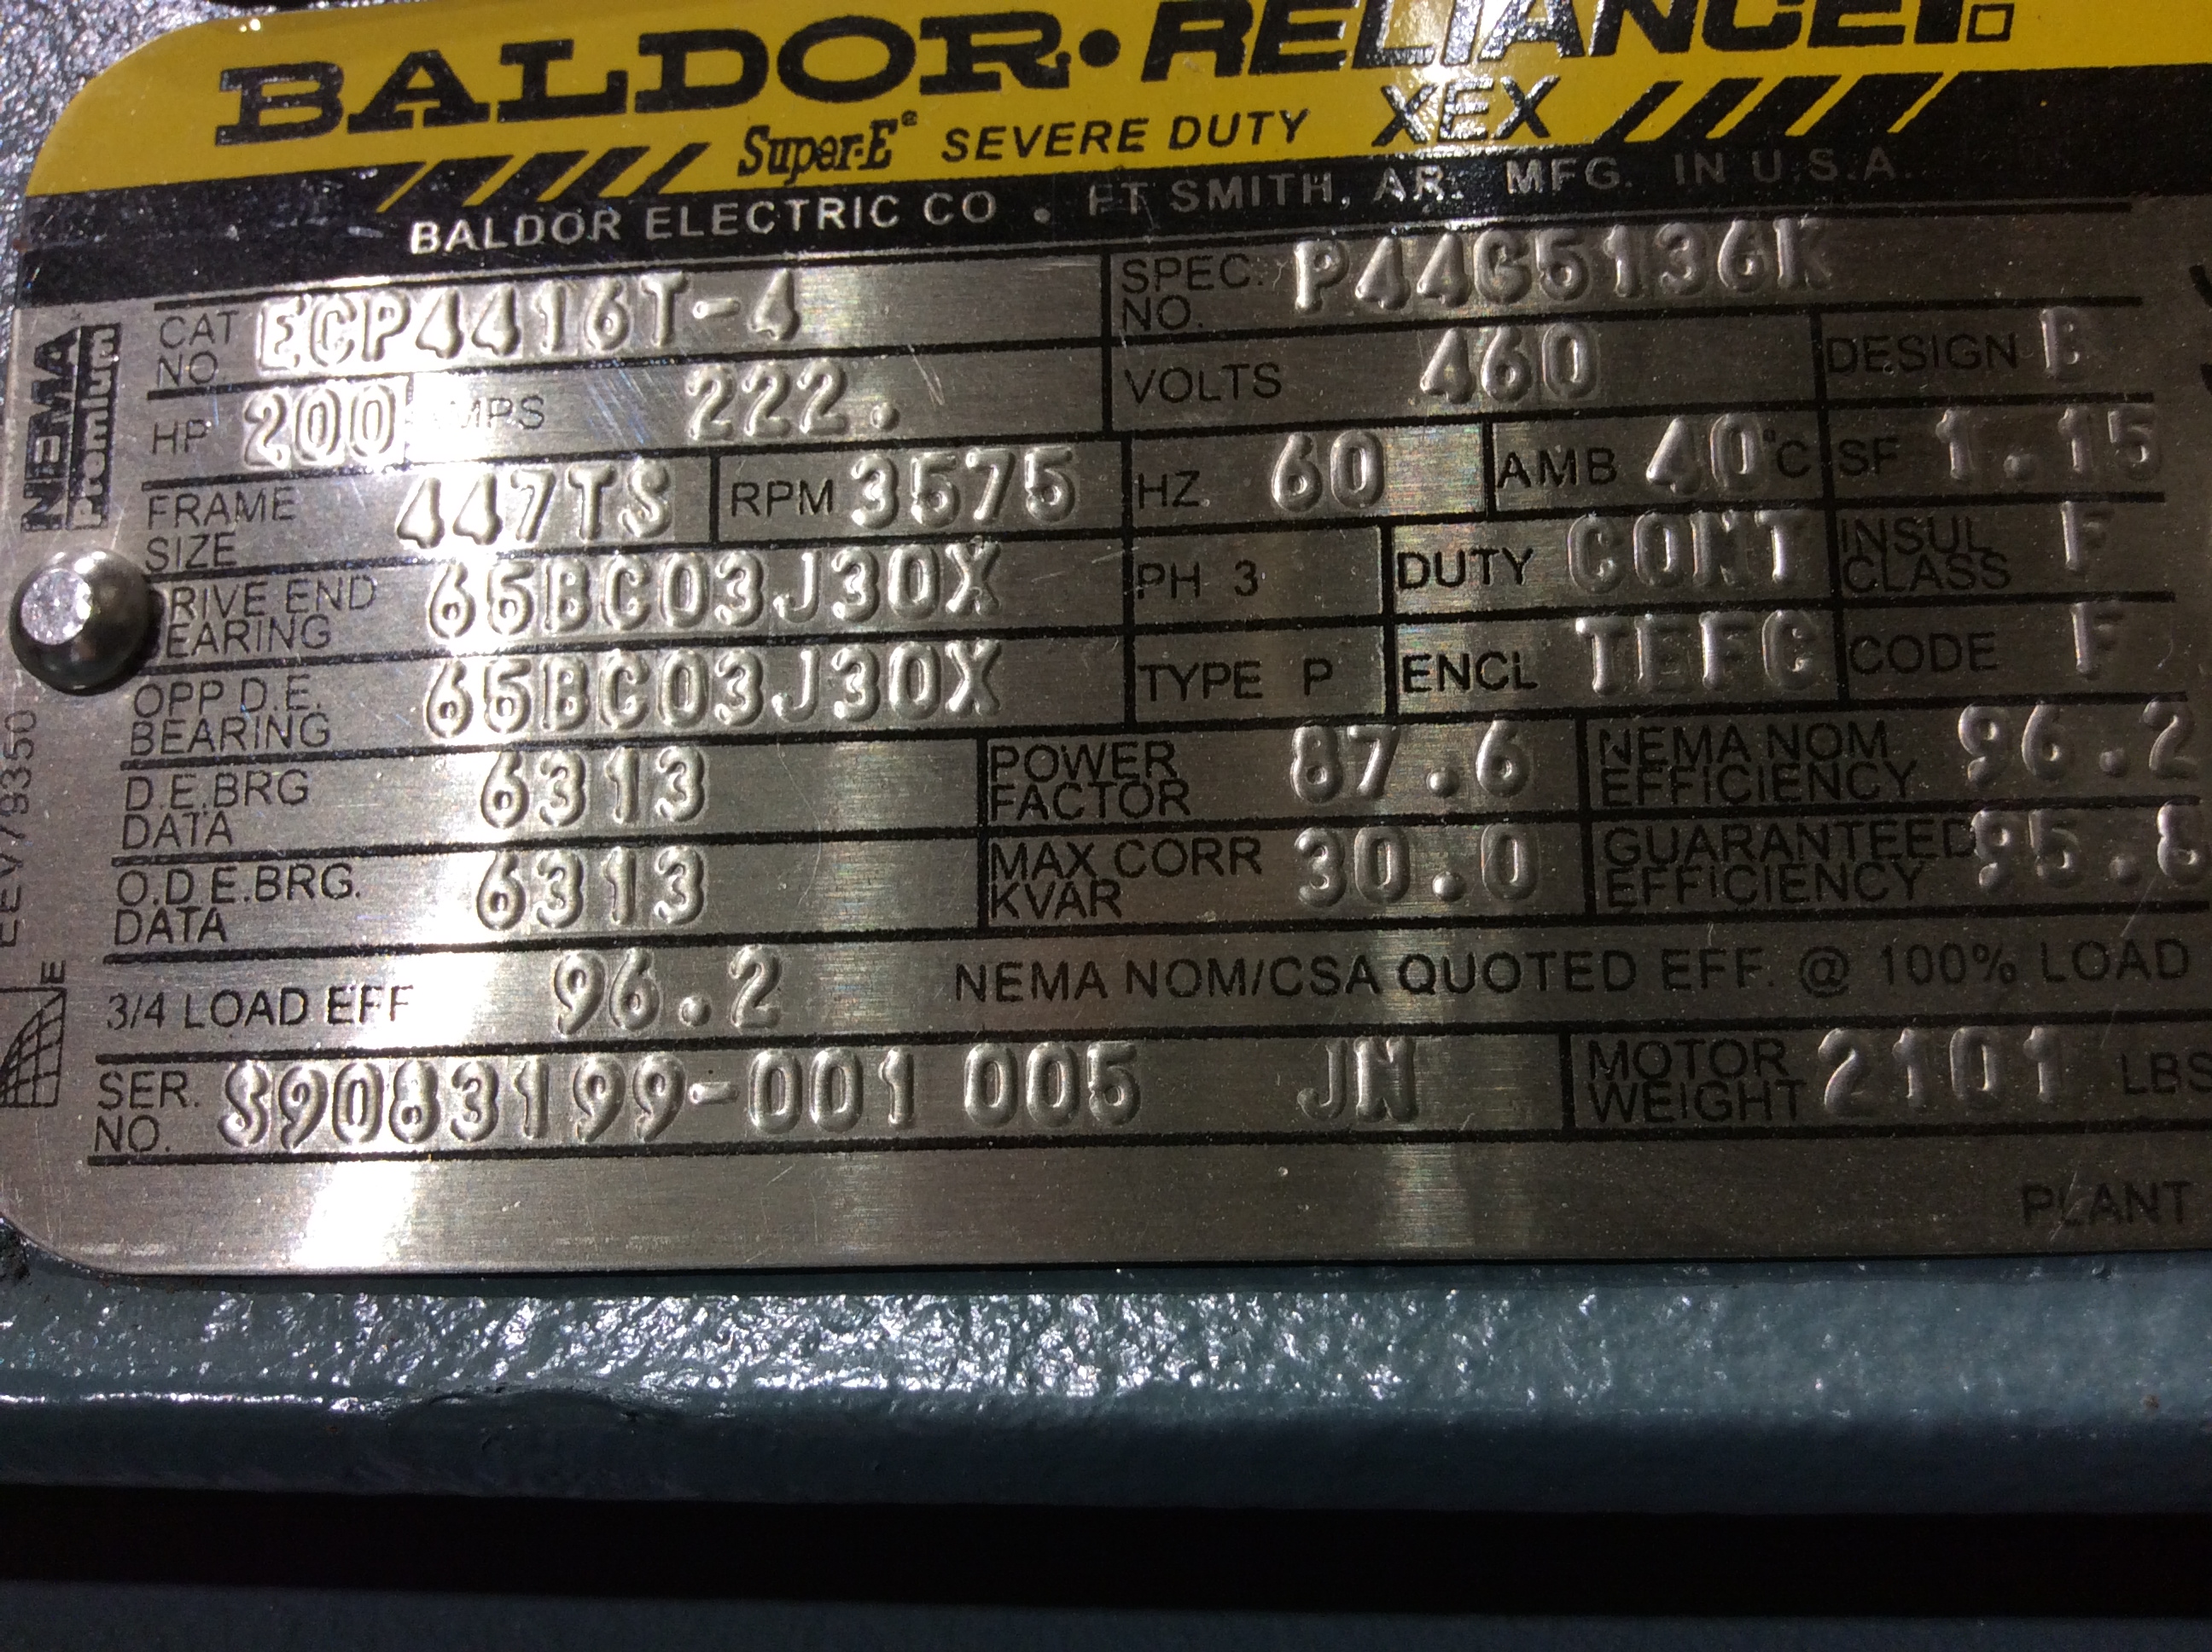 BALDOR•RELIANCE
Super-E® SEVERE DUTY XEX
BALDOR ELECTRIC CO • FT SMITH, AR. MFG. IN U.S.A.
NEMA Premium
CAT NO ECP4416T-4 SPEC. NO. P44G5136K
HP 200 AMPS 222. VOLTS 460 DESIGN B
FRAME SIZE 447TS RPM 3575 HZ 60 AMB 40°C SF 1.15
DRIVE END BEARING 65BC03J30X PH 3 DUTY CONT INSUL CLASS F
OPP D.E. BEARING 65BC03J30X TYPE P ENCL TEFC CODE F
D.E.BRG DATA 6313 POWER FACTOR 87.6 NEMA NOM EFFICIENCY 96.2
O.D.E.BRG. DATA 6313 MAX CORR KVAR 30.0 GUARANTEED EFFICIENCY 95.8
3/4 LOAD EFF 96.2 NEMA NOM/CSA QUOTED EFF. @ 100% LOAD
SER. NO. S9083199-001 005 JN MOTOR WEIGHT 2101 LBS
PLANT